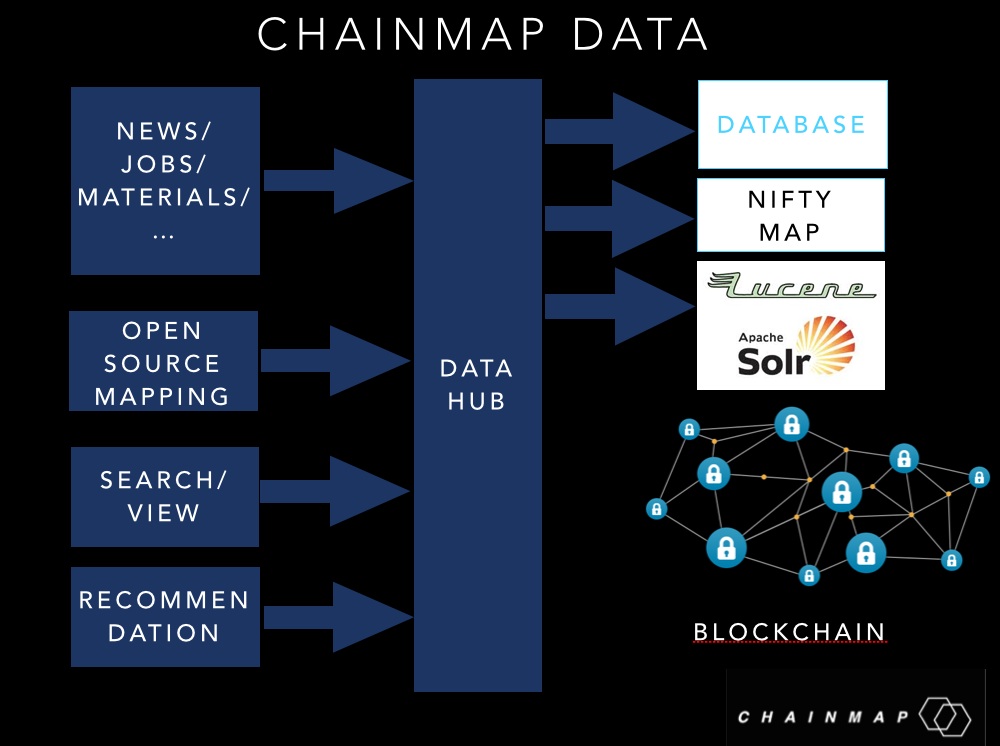 CHAINMAP DATA
NEWS/
JOBS/
MATERIALS/
...
OPEN
SOURCE
MAPPING
SEARCH/
VIEW
RECOMMEN
DATION
DATA
HUB
DATABASE
NIFTY
MAP
Lucene
Apache
Solr
BLOCKCHAIN
CHAINMAP